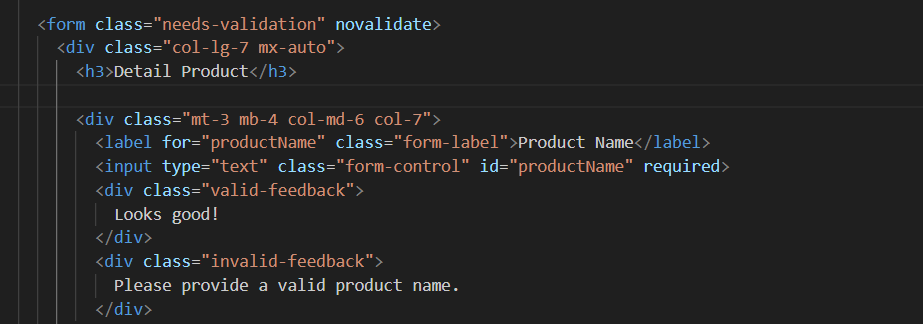 <form class="needs-validation" novalidate>
<div class="col-lg-7 mx-auto">
<h3>Detail Product</h3>
<div class="mt-3 mb-4 col-md-6 col-7">
<label for="productName" class="form-label">Product Name</label>
<input type="text" class="form-control" id="productName" required>
<div class="valid-feedback">
Looks good!
</div>
<div class="invalid-feedback">
Please provide a valid product name.
</div>